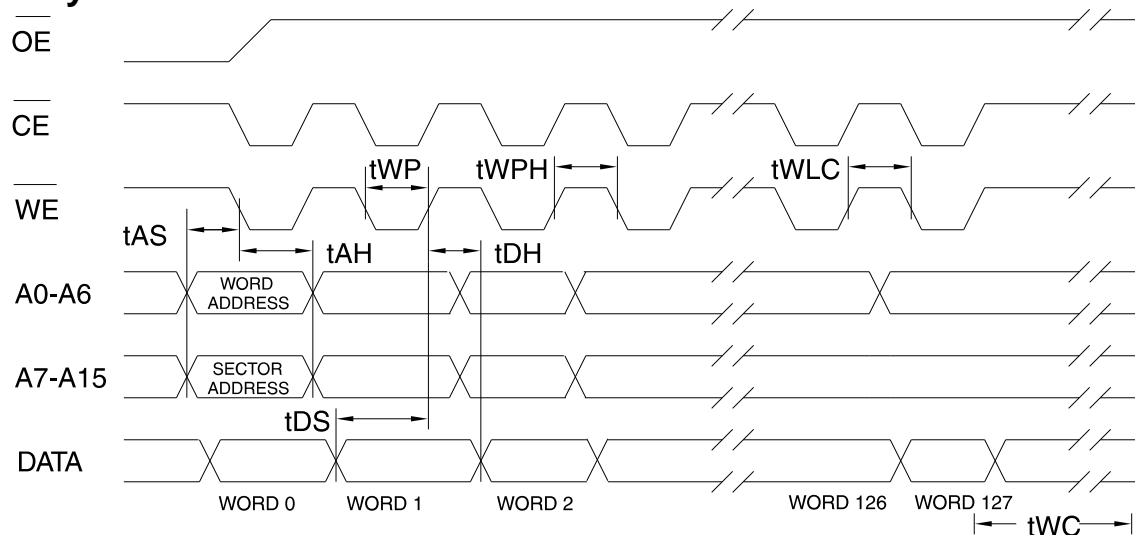 y
OE
CE
tWP
tWPH
tWLC
WE
tAS
tAH
tDH
A0-A6
WORD
ADDRESS
A7-A15
SECTOR
ADDRESS
tDS
DATA
WORD 0
WORD 1
WORD 2
WORD 126
WORD 127
tWC